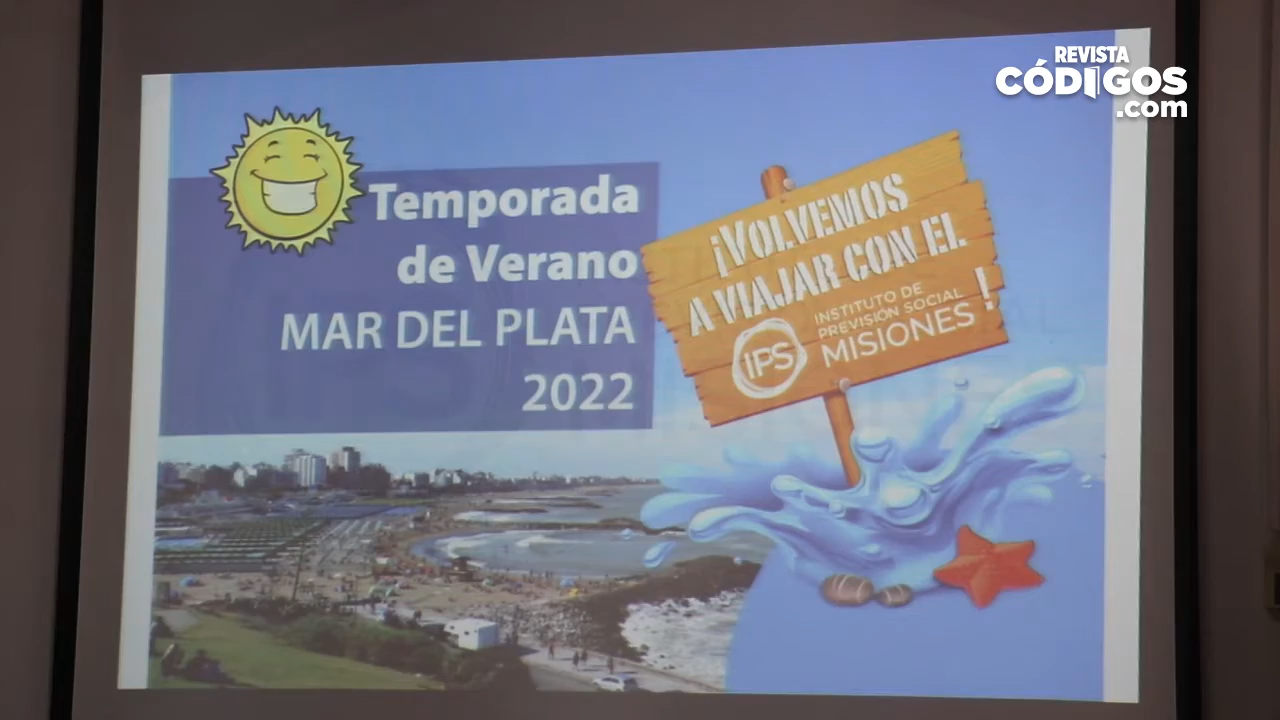 REVISTA
CÓDIGOS
.com
Temporada
de Verano
MAR DEL PLATA
2022
¡VOLVEMOS
A VIAJAR CON EL
IPS
INSTITUTO DE
PREVISIÓN SOCIAL
MISIONES !